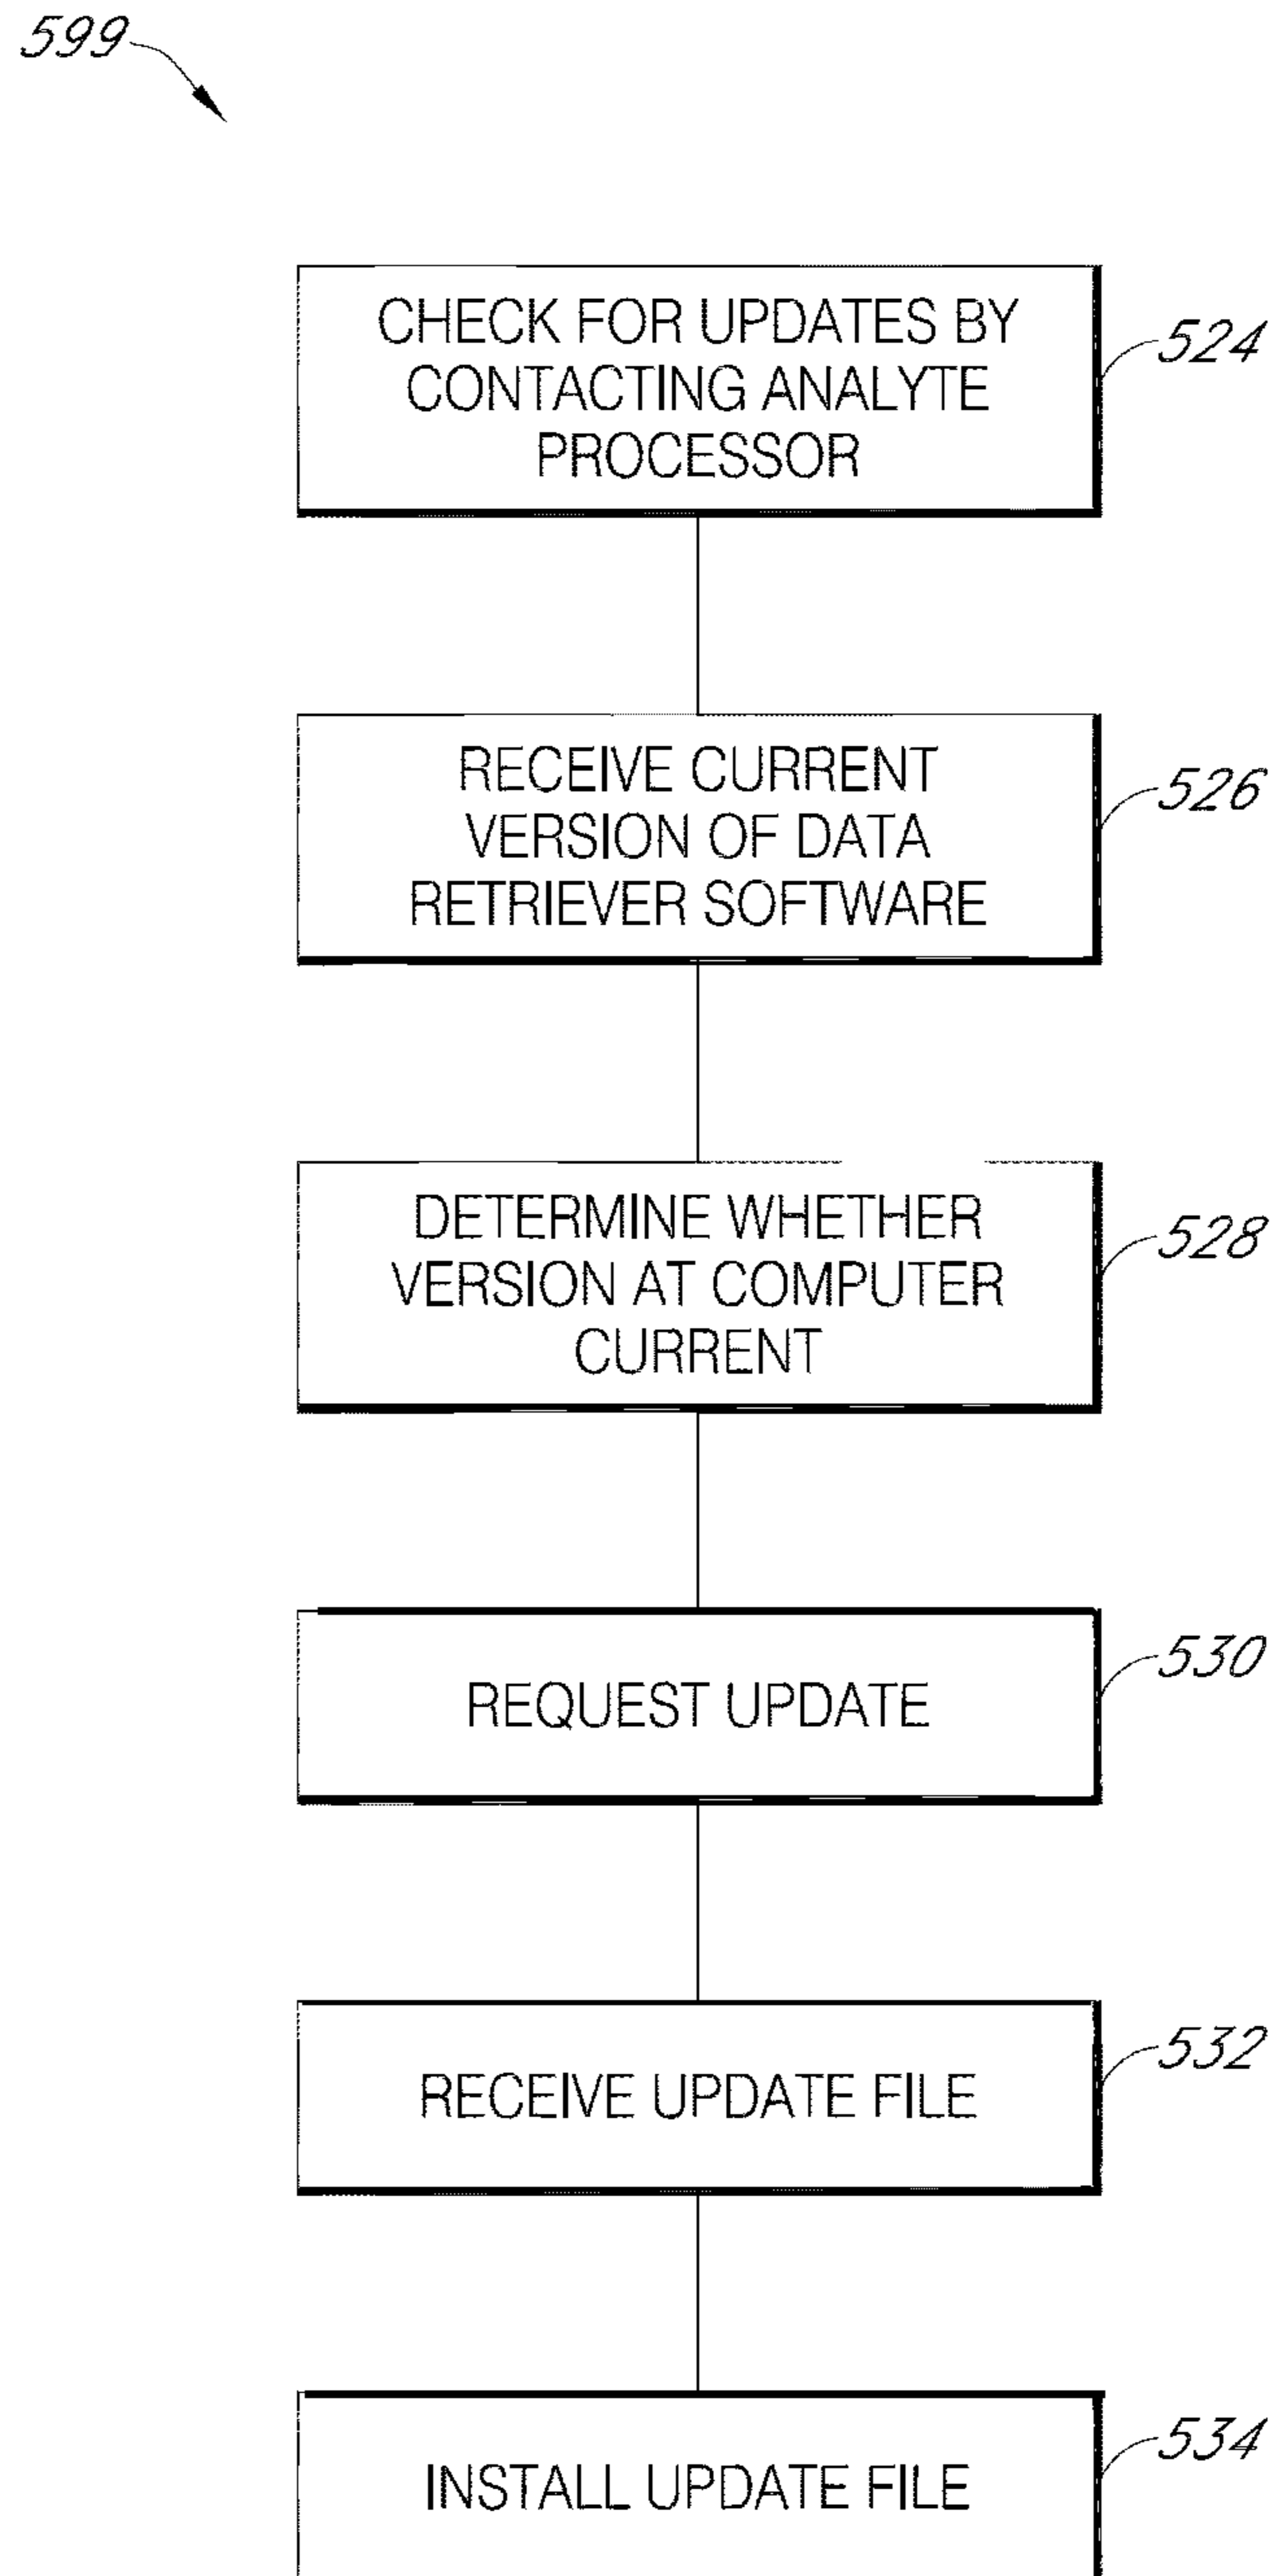 599
CHECK FOR UPDATES BY
CONTACTING ANALYTE
PROCESSOR
524
RECEIVE CURRENT
VERSION OF DATA
RETRIEVER SOFTWARE
526
DETERMINE WHETHER
VERSION AT COMPUTER
CURRENT
528
REQUEST UPDATE
530
RECEIVE UPDATE FILE
532
INSTALL UPDATE FILE
534